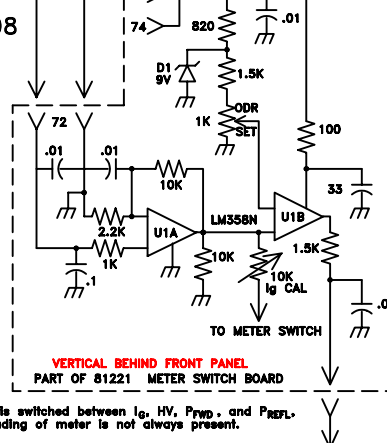 08
74
820
.01
D1
9V
1.5K
1K
ODR
SET
72
.01
.01
100
10K
33
LM358N
U1A
U1B
2.2K
1K
10K
1.5K
.1
10K
Ig CAL
TO METER SWITCH
VERTICAL BEHIND FRONT PANEL
PART OF 81221 METER SWITCH BOARD
is switched between IG, HV, PFWD, and PREFL.
ding of meter is not always present.